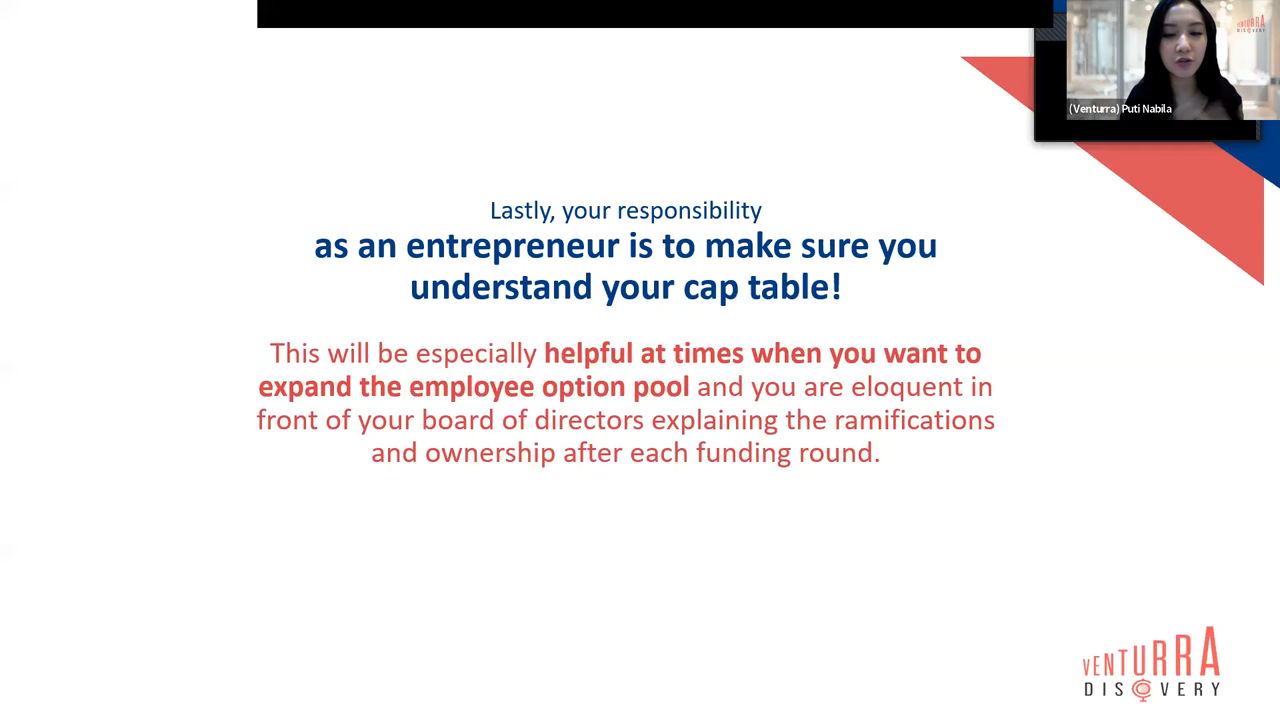 VENTURRA
DISCOVERY
(Venturra) Puti Nabila
Lastly, your responsibility
as an entrepreneur is to make sure you
understand your cap table!
This will be especially helpful at times when you want to
expand the employee option pool and you are eloquent in
front of your board of directors explaining the ramifications
and ownership after each funding round.
VENTURRA
DISCOVERY